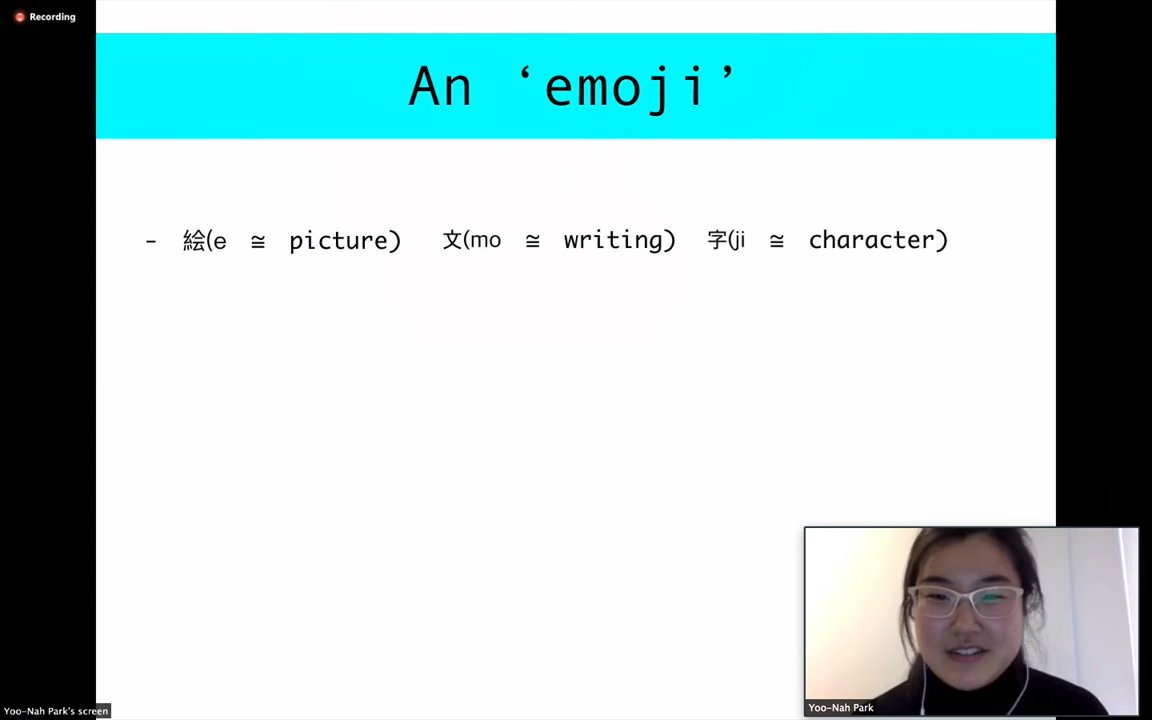 Recording
An ‘emoji’
- 絵(e ≅ picture) 文(mo ≅ writing) 字(ji ≅ character)
Yoo-Nah Park's screen
Yoo-Nah Park